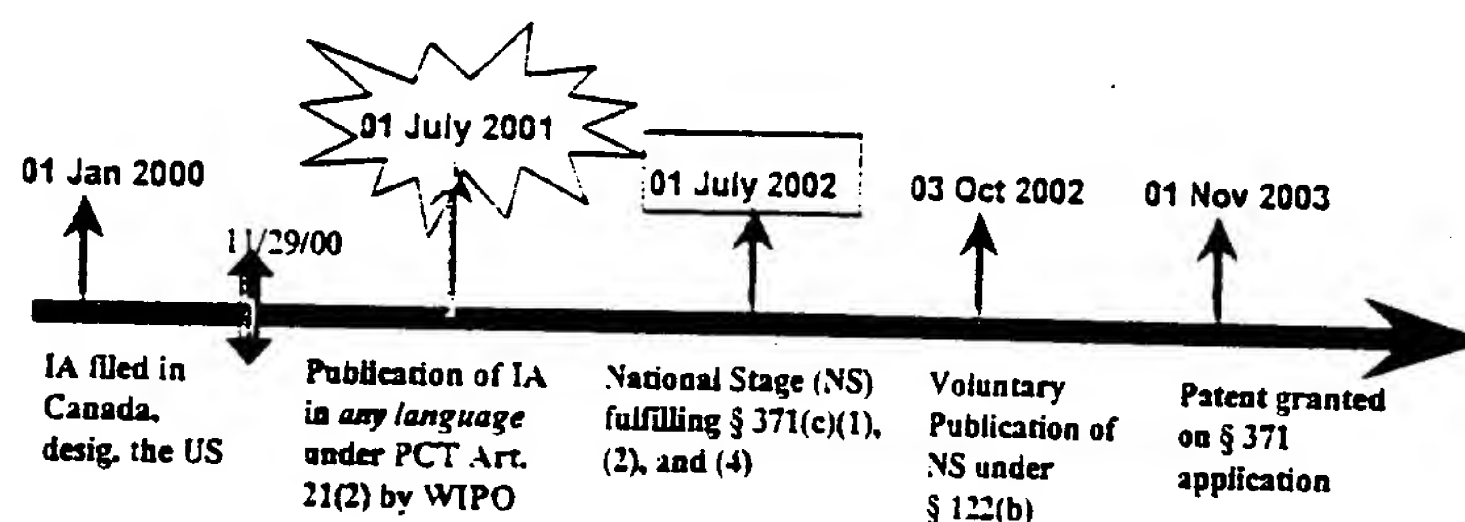 01 July 2001
01 Jan 2000
01 July 2002
03 Oct 2002
01 Nov 2003
11/29/00
IA filed in
Canada,
desig. the US
Publication of IA
in any language
under PCT Art.
21(2) by WIPO
National Stage (NS)
fulfilling § 371(c)(1),
(2), and (4)
Voluntary
Publication of
NS under
§ 122(b)
Patent granted
on § 371
application